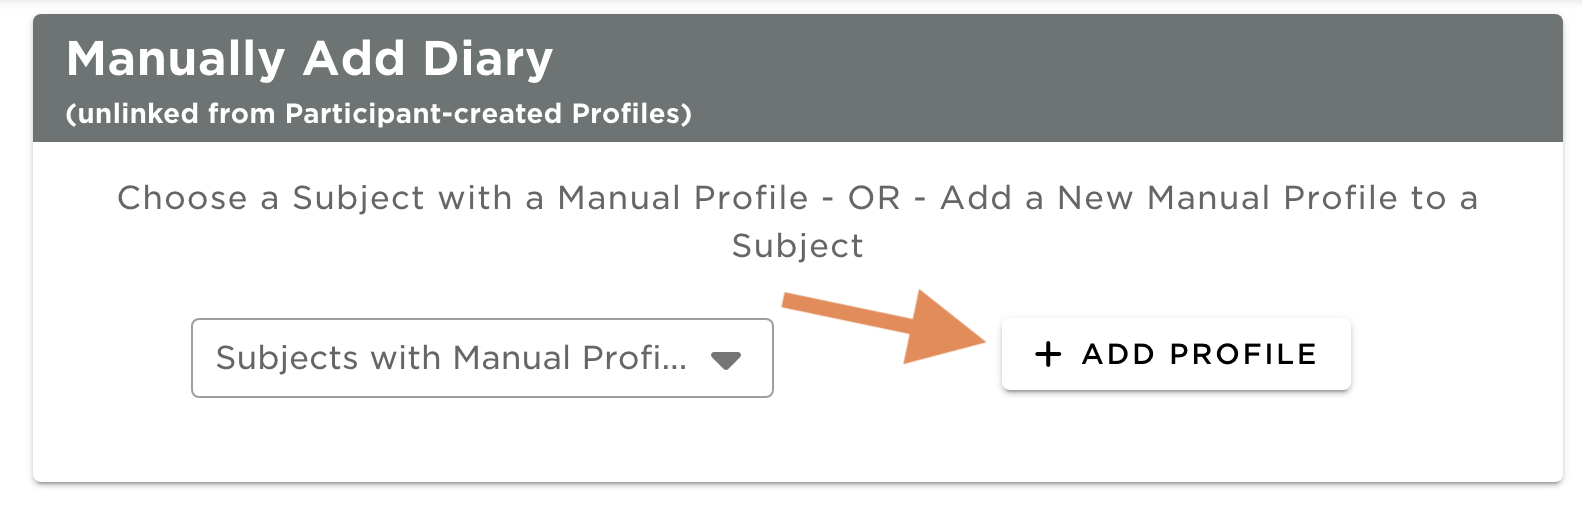 Manually Add Diary
(unlinked from Participant-created Profiles)
Choose a Subject with a Manual Profile - OR - Add a New Manual Profile to a
Subject
Subjects with Manual Profi...
+ ADD PROFILE